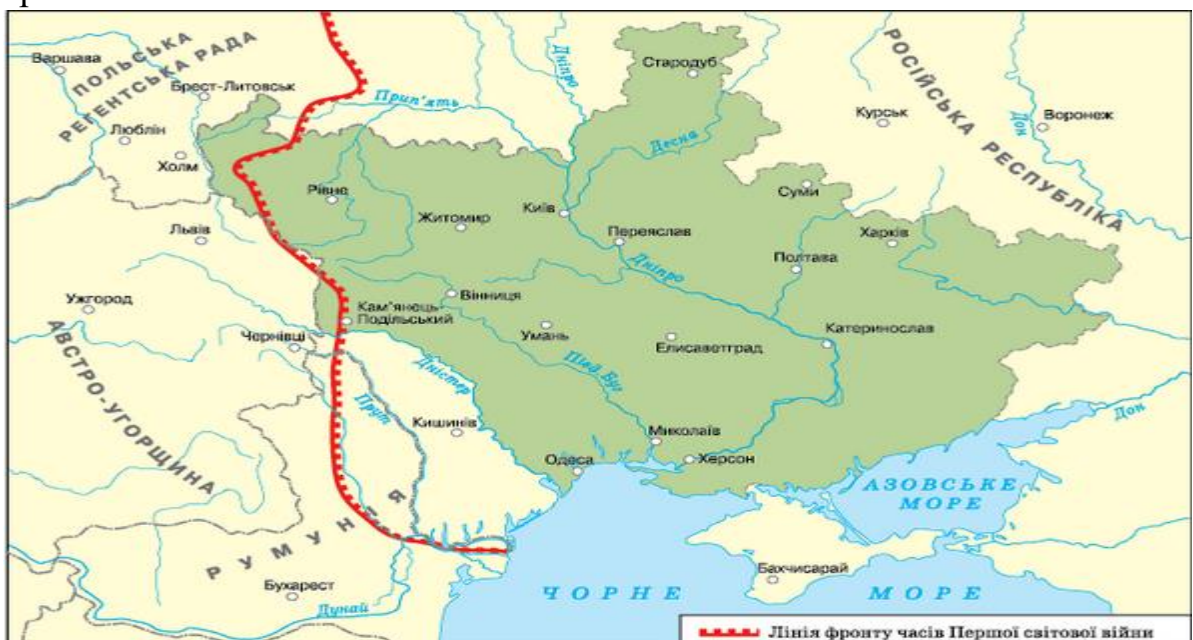 Варшава
ПОЛЬСЬКА
РЕГЕНТСЬКА РАДА
Брест-Литовськ
Люблін
Холм
Прип'ять
Дніпро
Стародуб
Десна
РОСІЙСЬКА РЕСПУБЛІКА
Курськ
Воронеж
Дон
Рівне
Львів
Житомир
Київ
Переяслав
Дніпро
Суми
Полтава
Харків
Ужгород
АВСТРО-УГОРЩИНА
Чернівці
Кам'янець-
Подільський
Вінниця
Умань
Елисаветград
Катеринослав
Дністер
Півд Буг
Прут
Кишинів
Одеса
Миколаїв
Херсон
Дон
АЗОВСЬКЕ
МОРЕ
РУМУНІЯ
Бухарест
Дунай
Бахчисарай
ЧОРНЕ МОРЕ
Лінія фронту часів Першої світової війни